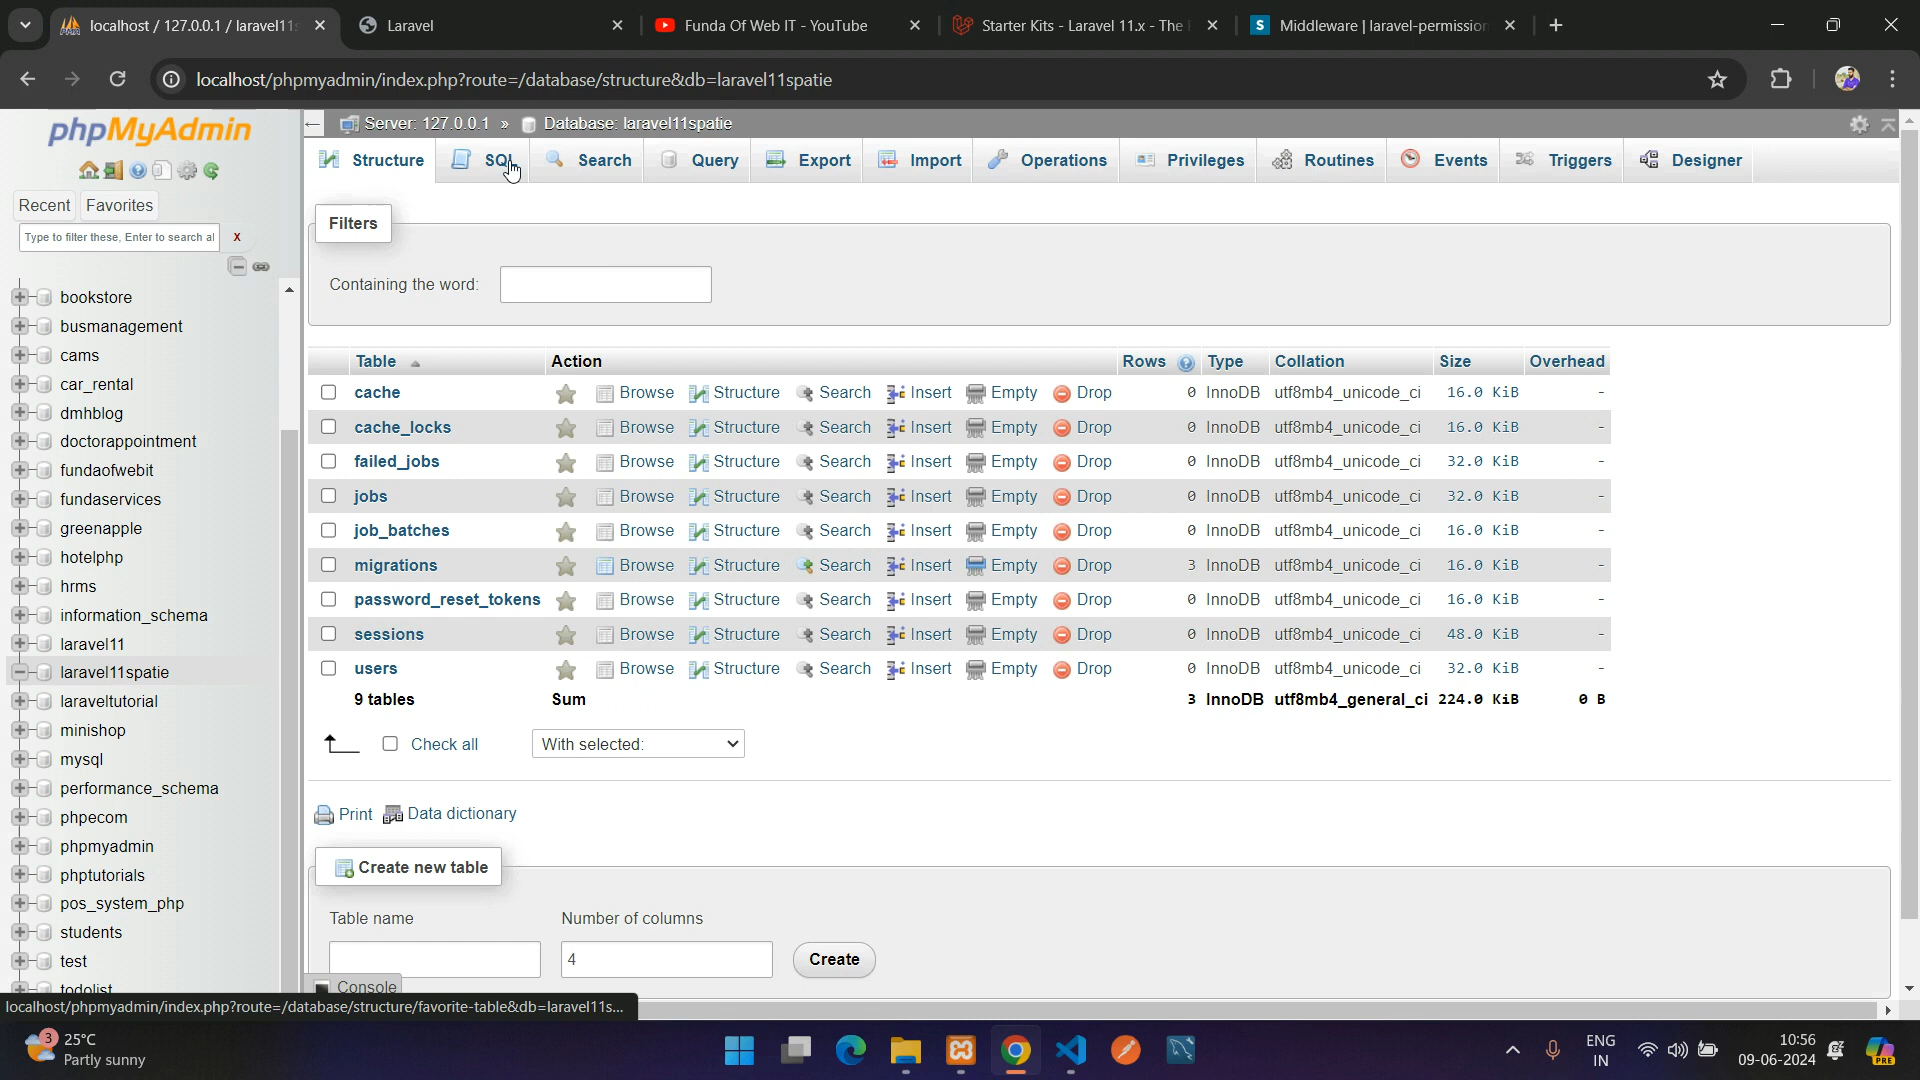 localhost / 127.0.0.1 / laravel11s
Laravel
Funda Of Web IT - YouTube
Starter Kits - Laravel 11.x - The
S Middleware | laravel-permission
localhost/phpmyadmin/index.php?route=/database/structure&db=laravel11spatie
phpMyAdmin
Server: 127.0.0.1 » Database: laravel11spatie
Structure SQL Search Query Export Import Operations Privileges Routines Events Triggers Designer
Recent Favorites
Type to filter these, Enter to search al X
bookstore
busmanagement
cams
car_rental
dmhblog
doctorappointment
fundaofwebit
fundaservices
greenapple
hotelphp
hrms
information_schema
laravel11
laravel11spatie
laraveltutorial
minishop
mysql
performance_schema
phpecom
phpmyadmin
phptutorials
pos_system_php
students
test
todolist
Filters
Containing the word:
Table Action Rows Type Collation Size Overhead
cache Browse Structure Search Insert Empty Drop 0 InnoDB utf8mb4_unicode_ci 16.0 KiB -
cache_locks Browse Structure Search Insert Empty Drop 0 InnoDB utf8mb4_unicode_ci 16.0 KiB -
failed_jobs Browse Structure Search Insert Empty Drop 0 InnoDB utf8mb4_unicode_ci 32.0 KiB -
jobs Browse Structure Search Insert Empty Drop 0 InnoDB utf8mb4_unicode_ci 32.0 KiB -
job_batches Browse Structure Search Insert Empty Drop 0 InnoDB utf8mb4_unicode_ci 16.0 KiB -
migrations Browse Structure Search Insert Empty Drop 3 InnoDB utf8mb4_unicode_ci 16.0 KiB -
password_reset_tokens Browse Structure Search Insert Empty Drop 0 InnoDB utf8mb4_unicode_ci 16.0 KiB -
sessions Browse Structure Search Insert Empty Drop 0 InnoDB utf8mb4_unicode_ci 48.0 KiB -
users Browse Structure Search Insert Empty Drop 0 InnoDB utf8mb4_unicode_ci 32.0 KiB -
9 tables Sum 3 InnoDB utf8mb4_general_ci 224.0 KiB 0 B
Check all With selected:
Print Data dictionary
Create new table
Table name Number of columns
4 Create
Console
localhost/phpmyadmin/index.php?route=/database/structure/favorite-table&db=laravel11s...
3 25°C
Partly sunny
ENG
IN
10:56
09-06-2024
PRE